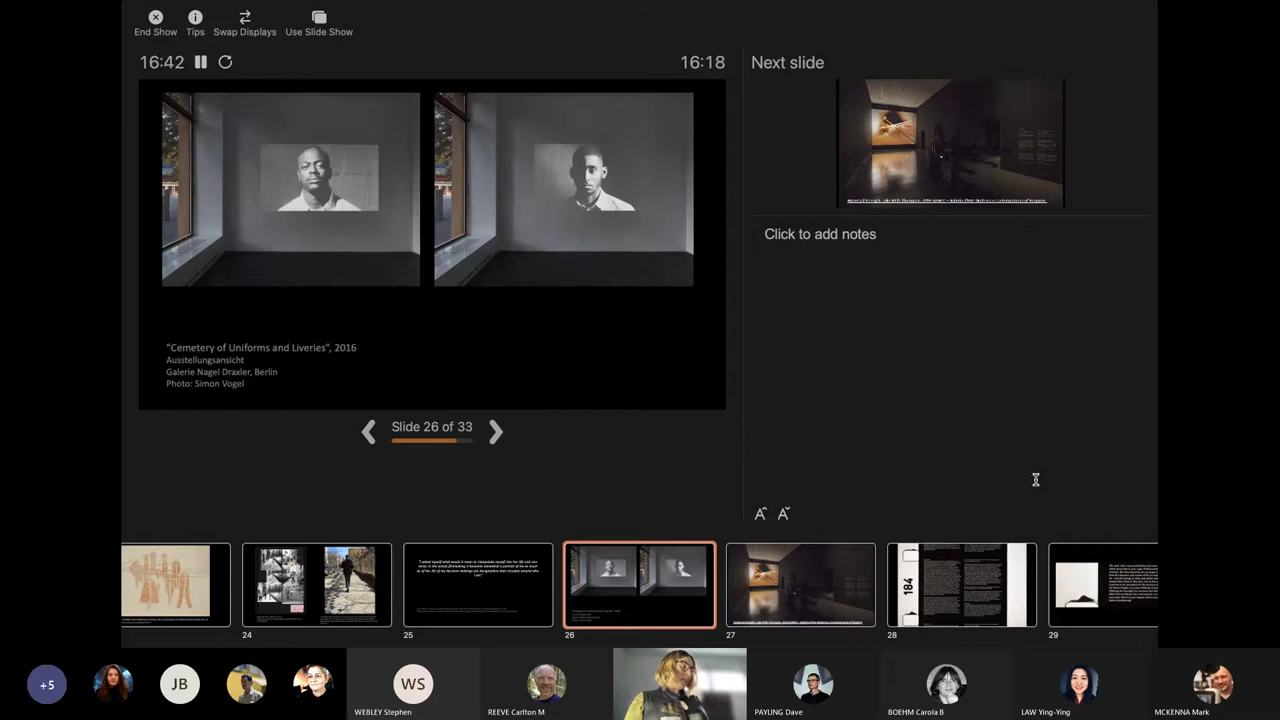 End Show
Tips
Swap Displays
Use Slide Show
16:42
16:18
Next slide
Click to add notes
"Cemetery of Uniforms and Liveries", 2016
Ausstellungsansicht
Galerie Nagel Draxler, Berlin
Photo: Simon Vogel
Slide 26 of 33
184
24
25
26
27
28
29
+5
JB
WS
WEBLEY Stephen
REEVE Carlton M
PAYLING Dave
BOEHM Carola B
LAW Ying-Ying
MCKENNA Mark